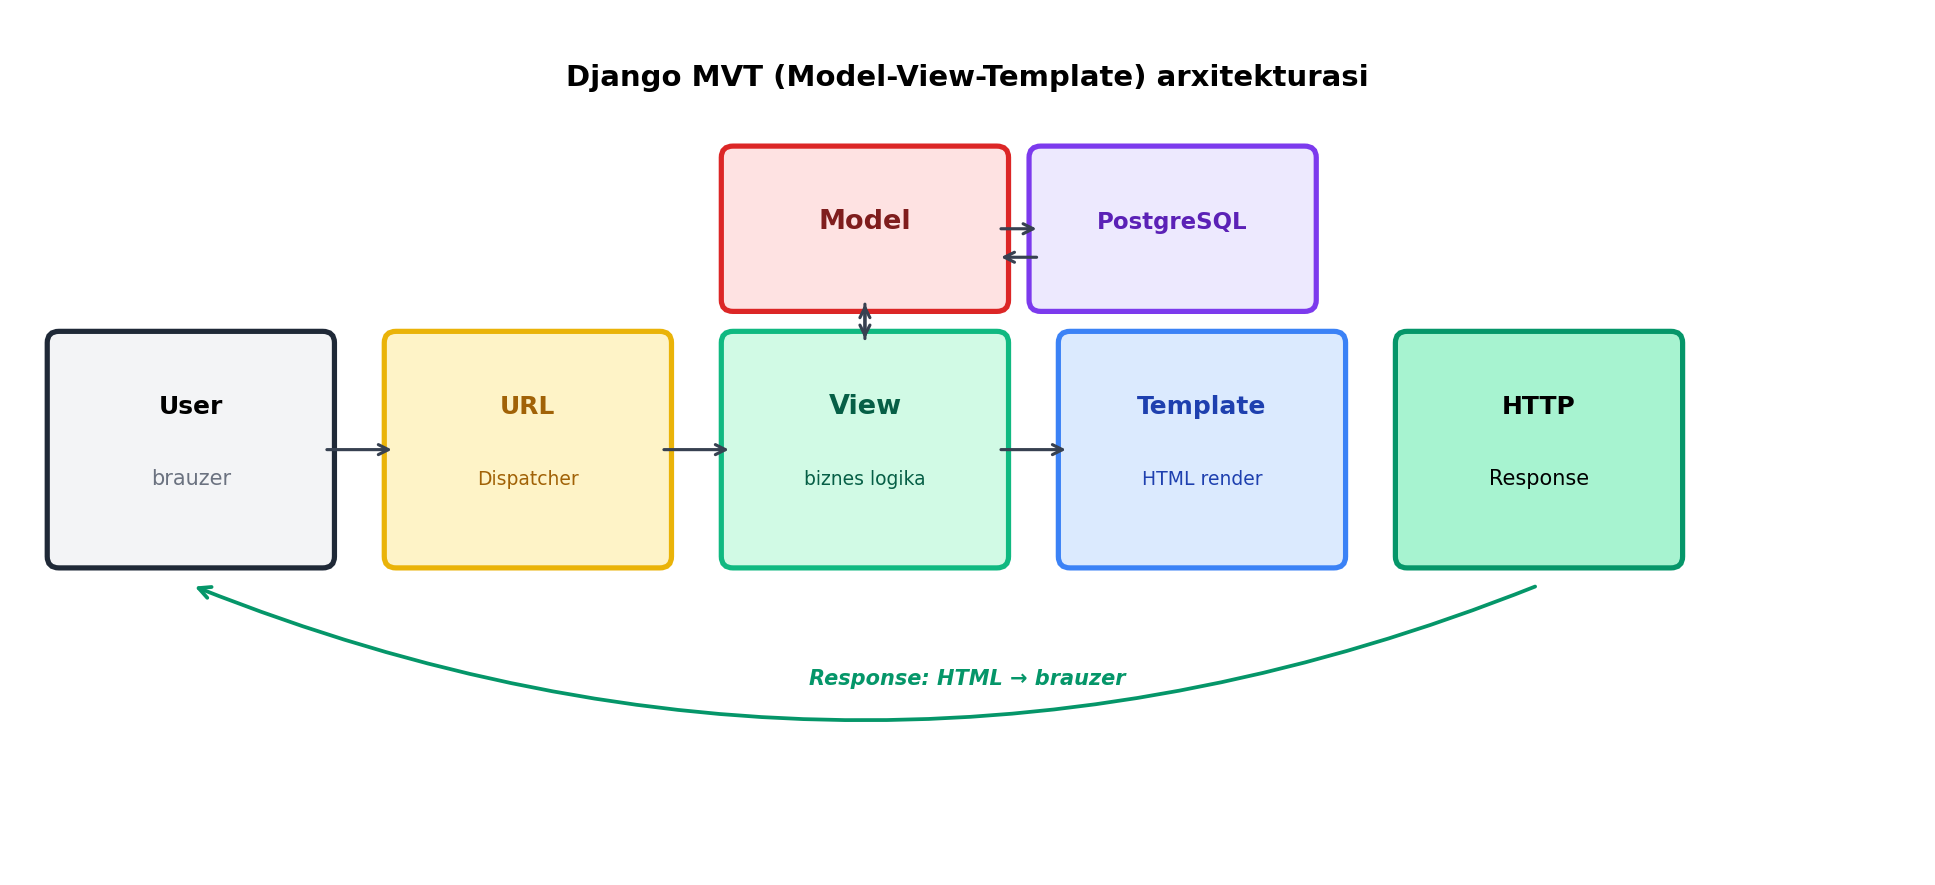 Django MVT (Model-View-Template) arxitekturasi
Model
PostgreSQL
User
brauzer
URL
Dispatcher
View
biznes logika
Template
HTML render
HTTP
Response
Response: HTML → brauzer